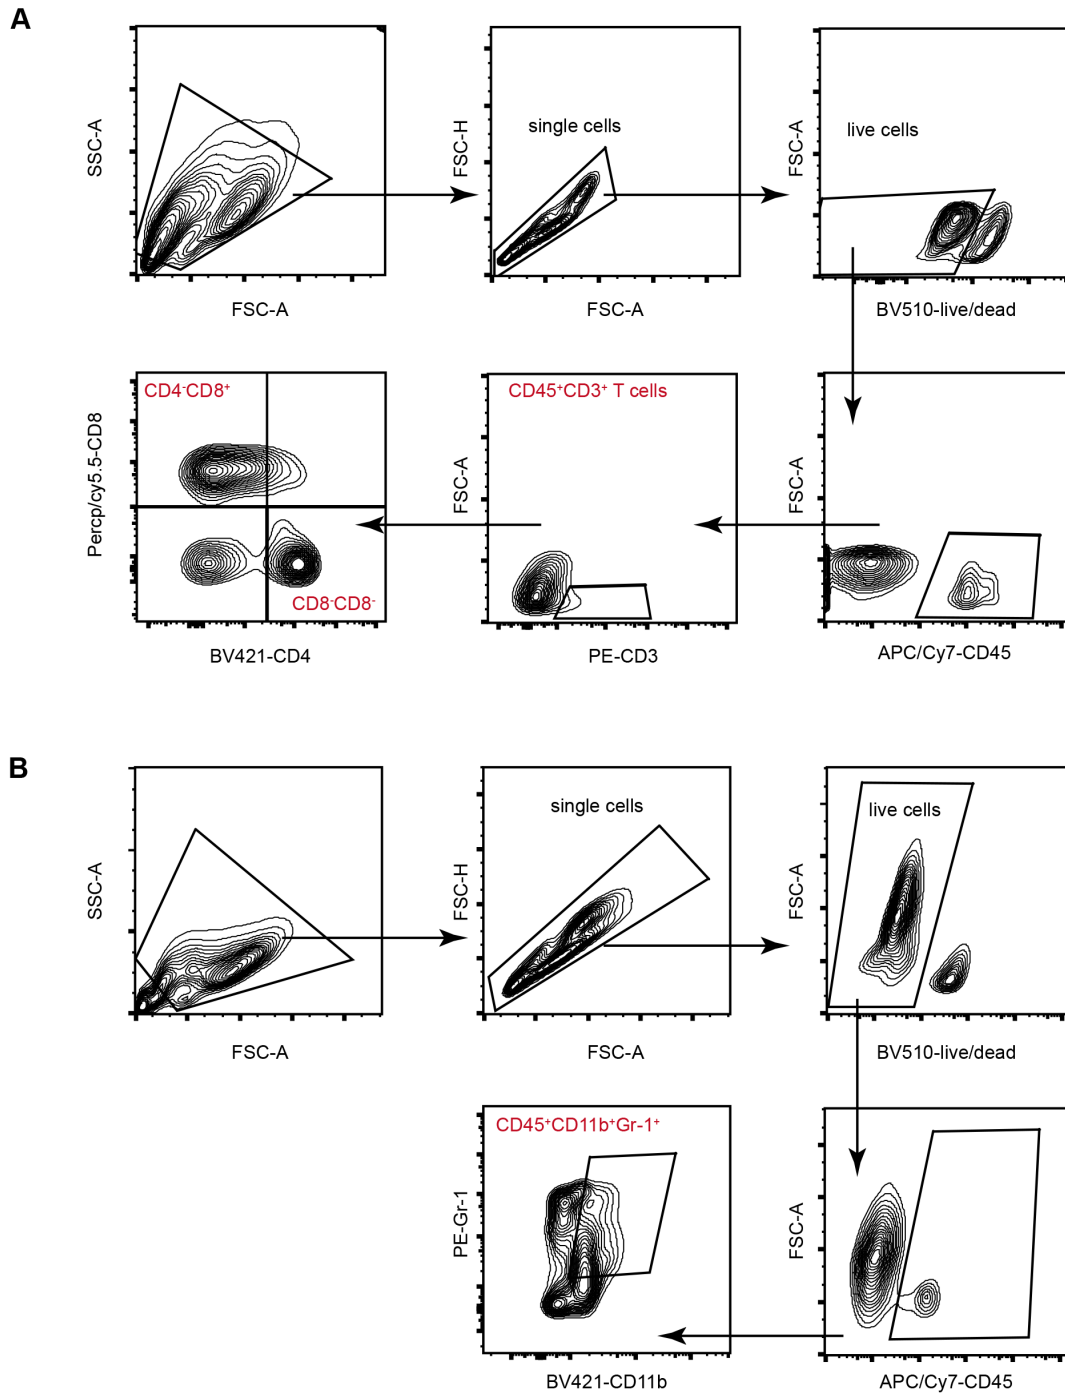 A
SSC-A
FSC-A
FSC-H
single cells
FSC-A
FSC-A
live cells
BV510-live/dead
Percp/cy5.5-CD8
CD4⁻CD8⁺
CD8⁻CD8⁻
BV421-CD4
FSC-A
CD45⁺CD3⁺ T cells
PE-CD3
FSC-A
APC/Cy7-CD45
B
SSC-A
FSC-A
FSC-H
single cells
FSC-A
FSC-A
live cells
BV510-live/dead
PE-Gr-1
CD45⁺CD11b⁺Gr-1⁺
BV421-CD11b
FSC-A
APC/Cy7-CD45